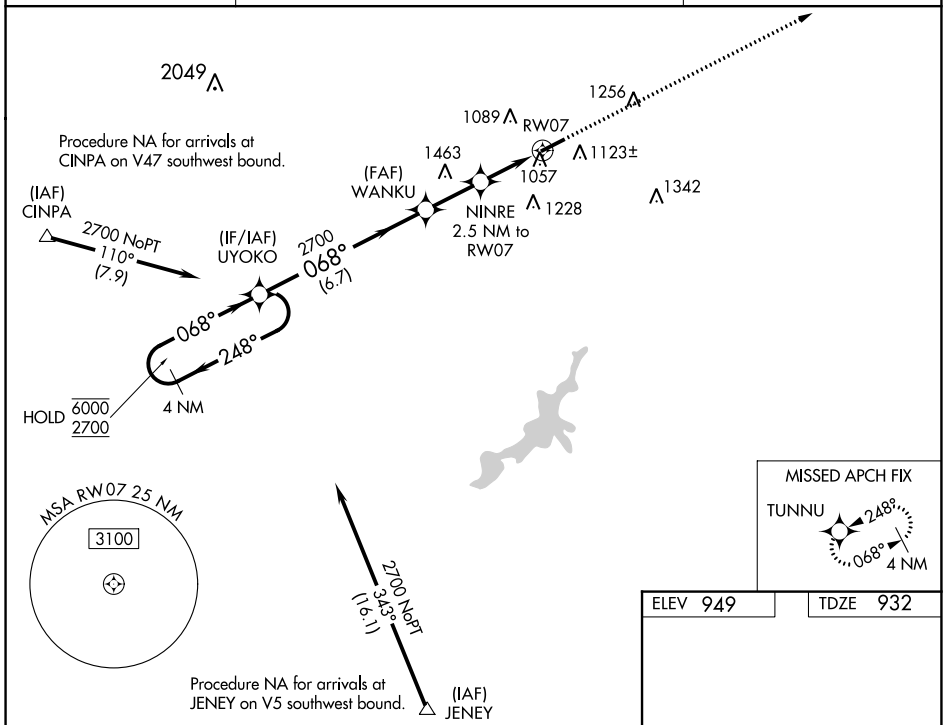 2049
1256
1089
RW07
Procedure NA for arrivals at
CINPA on V47 southwest bound.
1463
1123±
(FAF)
WANKU
1057
1342
(IAF)
CINPA
NINRE
2.5 NM to
RW07
1228
2700 NoPT
110°
(7.9)
(IF/IAF)
UYOKO
2700
068°
(6.7)
068°
248°
HOLD
6000
2700
4 NM
MSA RW07 25 NM
3100
MISSED APCH FIX
TUNNU
248°
068°
4 NM
2700 NoPT
343°
(16.1)
ELEV 949
TDZE 932
Procedure NA for arrivals at
JENEY on V5 southwest bound.
(IAF)
JENEY